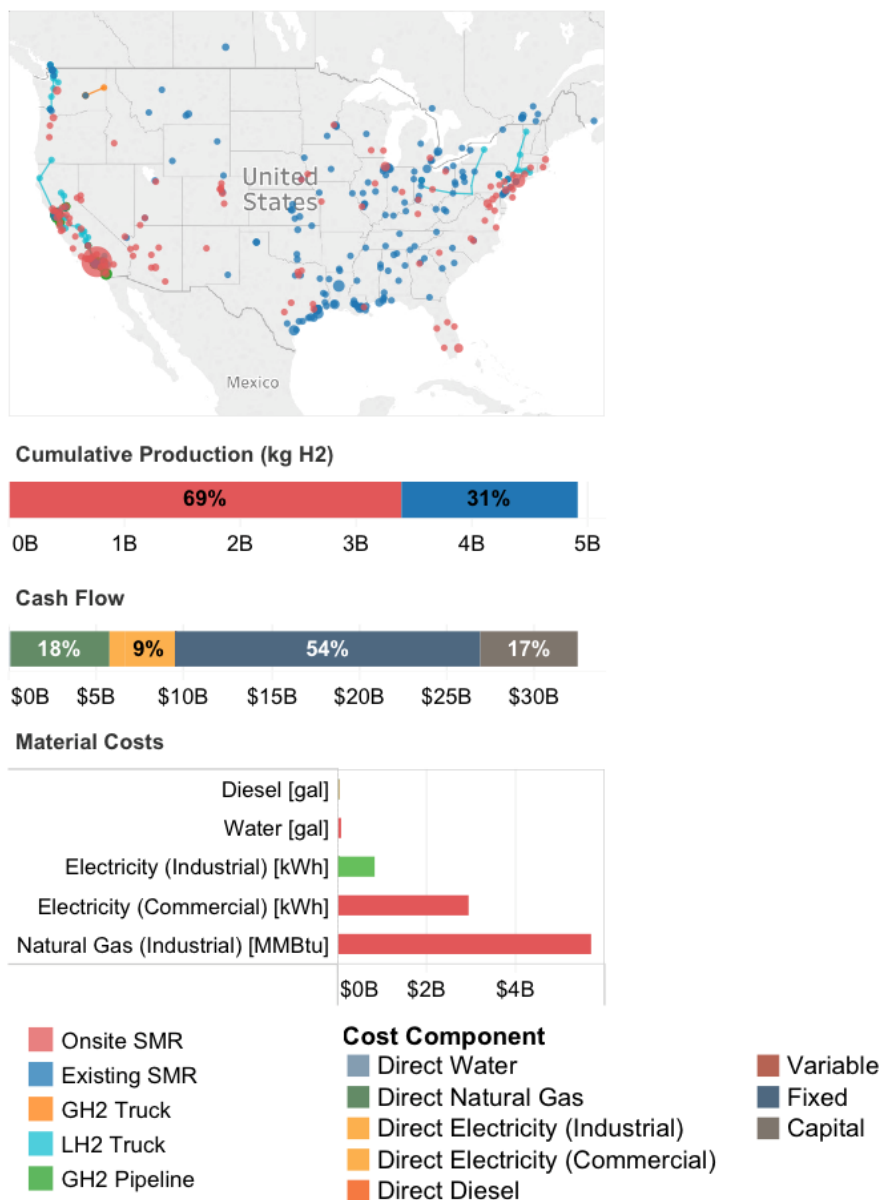 United
States
Mexico
Cumulative Production (kg H2)
69% 31%
0B 1B 2B 3B 4B 5B
Cash Flow
18% 9% 54% 17%
$0B $5B $10B $15B $20B $25B $30B
Material Costs
Diesel [gal]
Water [gal]
Electricity (Industrial) [kWh]
Electricity (Commercial) [kWh]
Natural Gas (Industrial) [MMBtu]
$0B $2B $4B
Onsite SMR
Existing SMR
GH2 Truck
LH2 Truck
GH2 Pipeline
Cost Component
Direct Water
Direct Natural Gas
Direct Electricity (Industrial)
Direct Electricity (Commercial)
Direct Diesel
Variable
Fixed
Capital